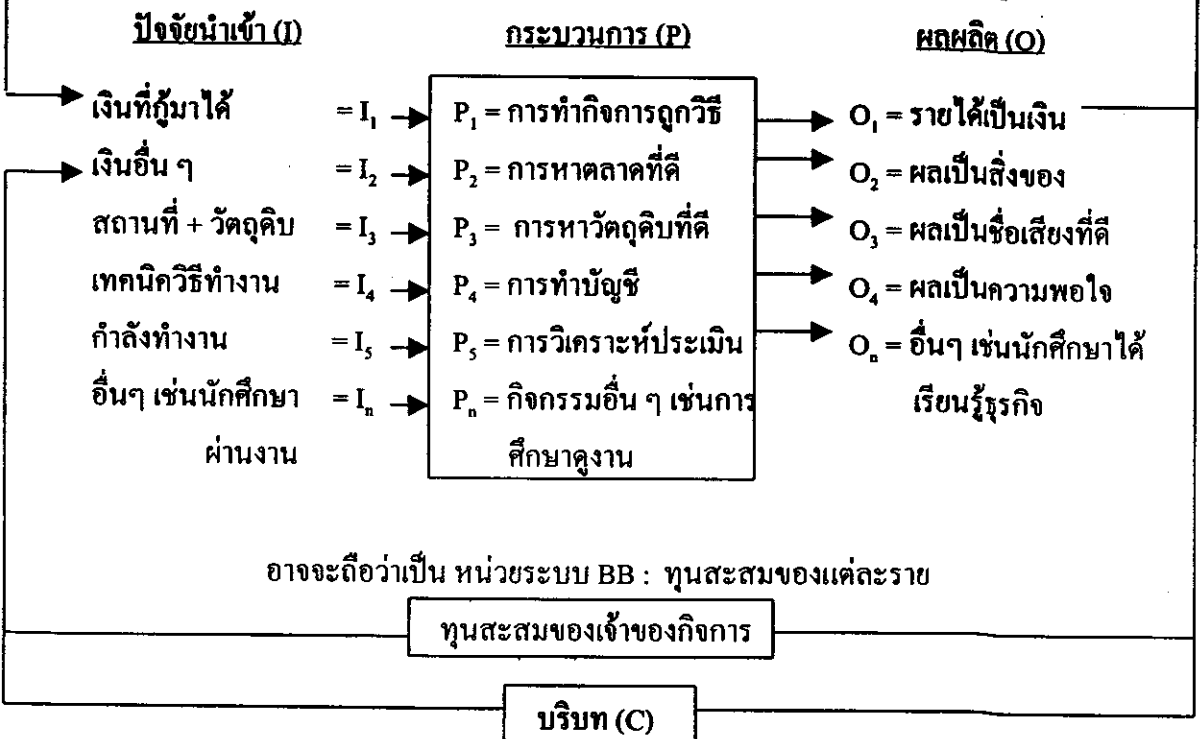 ปัจจัยนำเข้า (I) กระบวนการ (P) ผลผลิต (O)
เงินที่กู้มาได้ = I₁ P₁ = การทำกิจการถูกวิธี O₁ = รายได้เป็นเงิน
เงินอื่น ๆ = I₂ P₂ = การหาตลาดที่ดี O₂ = ผลเป็นสิ่งของ
สถานที่ + วัตถุดิบ = I₃ P₃ = การหาวัตถุดิบที่ดี O₃ = ผลเป็นชื่อเสียงที่ดี
เทคนิควิธีทำงาน = I₄ P₄ = การทำบัญชี O₄ = ผลเป็นความพอใจ
กำลังทำงาน = I₅ P₅ = การวิเคราะห์ประเมิน Oₙ = อื่นๆ เช่นนักศึกษาได้
อื่นๆ เช่นนักศึกษา = Iₙ Pₙ = กิจกรรมอื่น ๆ เช่นการ เรียนรู้ธุรกิจ
ผ่านงาน ศึกษาดูงาน
อาจจะถือว่าเป็น หน่วยระบบ BB : ทุนสะสมของแต่ละราย
ทุนสะสมของเจ้าของกิจการ
บริบท (C)